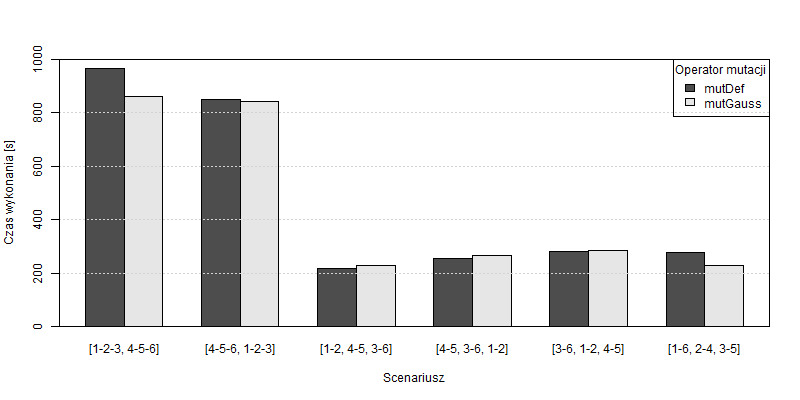 Operator mutacji
mutDef
mutGauss
Czas wykonania [s]
1000
800
600
400
200
0
[1-2-3, 4-5-6] [4-5-6, 1-2-3] [1-2, 4-5, 3-6] [4-5, 3-6, 1-2] [3-6, 1-2, 4-5] [1-6, 2-4, 3-5]
Scenariusz